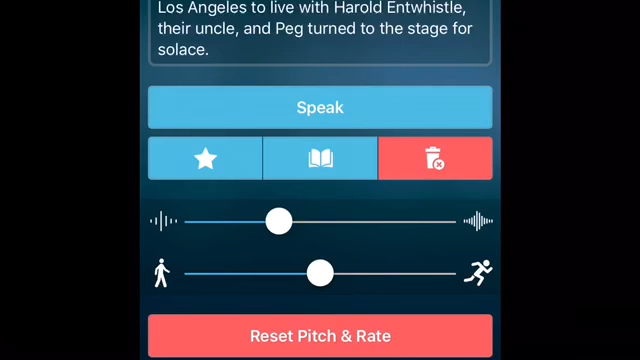 Los Angeles to live with Harold Entwhistle,
their uncle, and Peg turned to the stage for
solace.
Speak
Reset Pitch & Rate